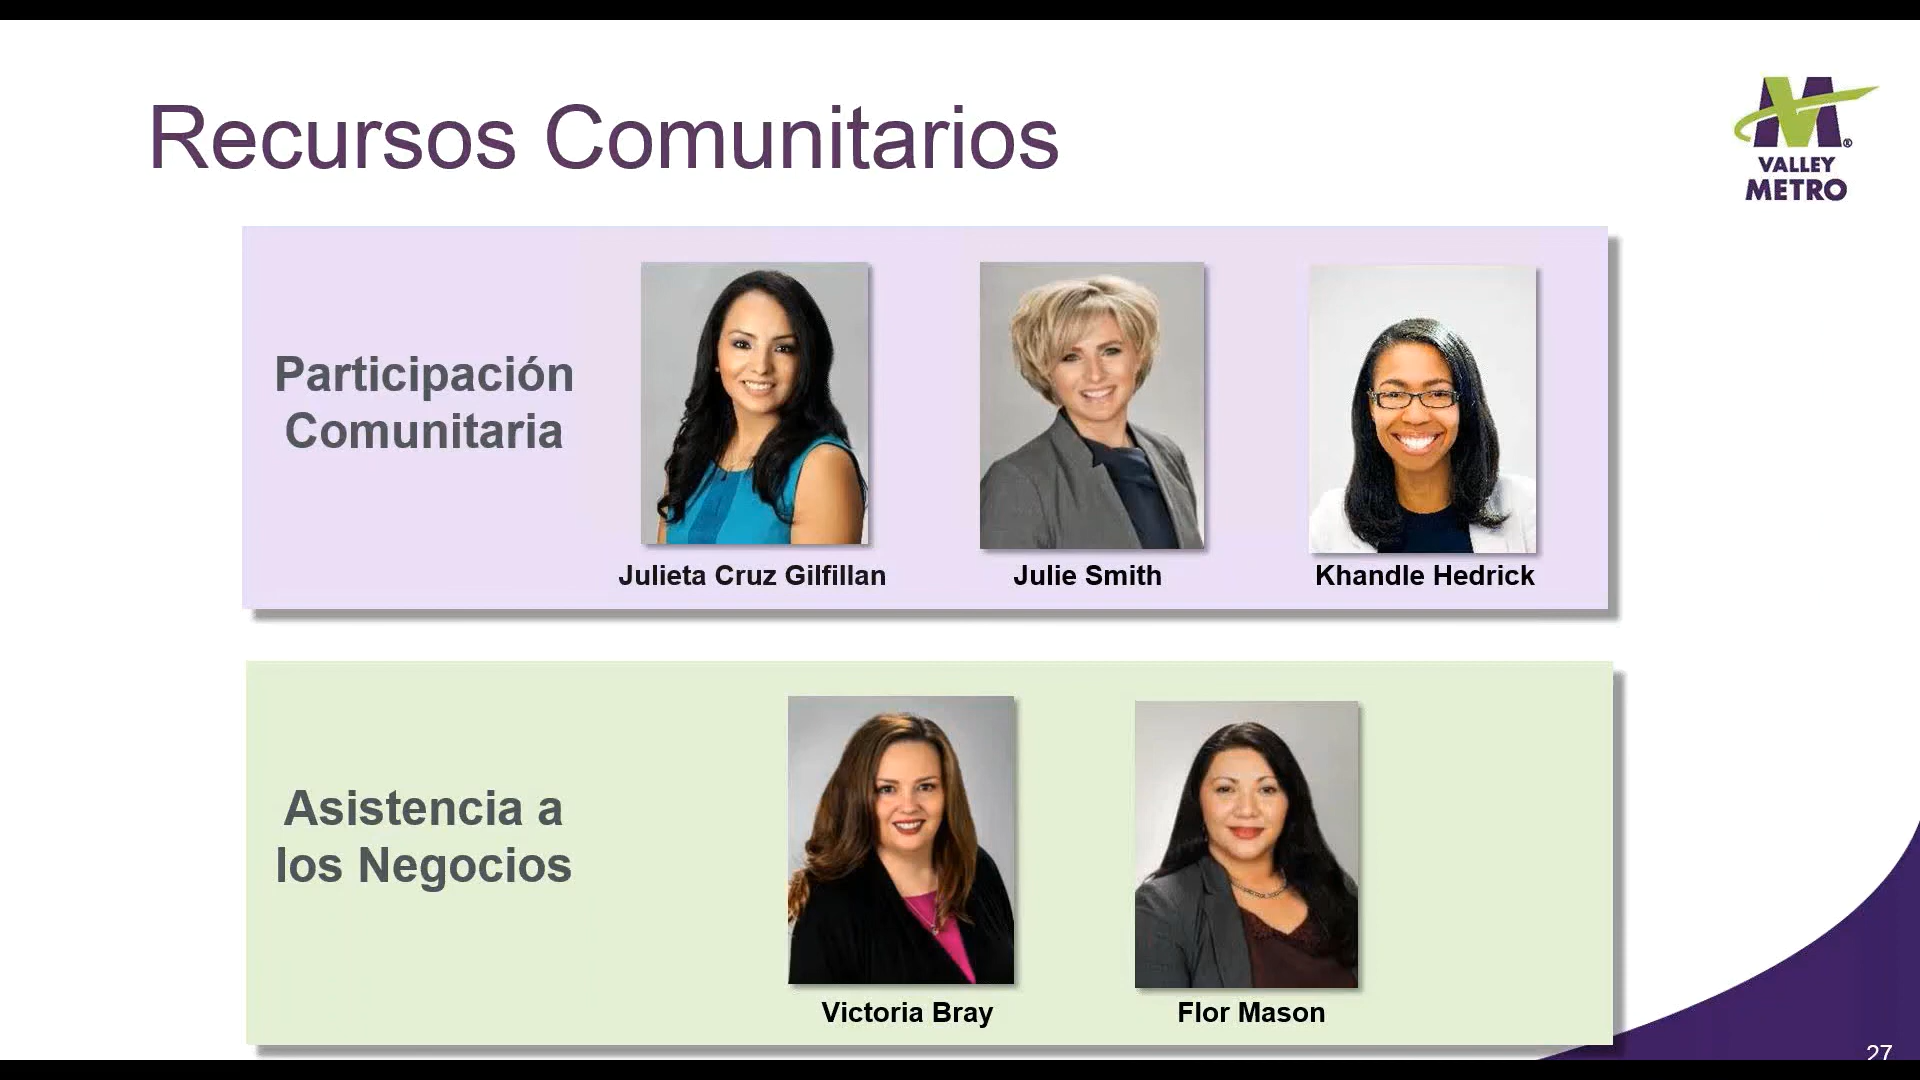 Recursos Comunitarios
VALLEY
METRO
Participación
Comunitaria
Julieta Cruz Gilfillan
Julie Smith
Khandle Hedrick
Asistencia a
los Negocios
Victoria Bray
Flor Mason
27